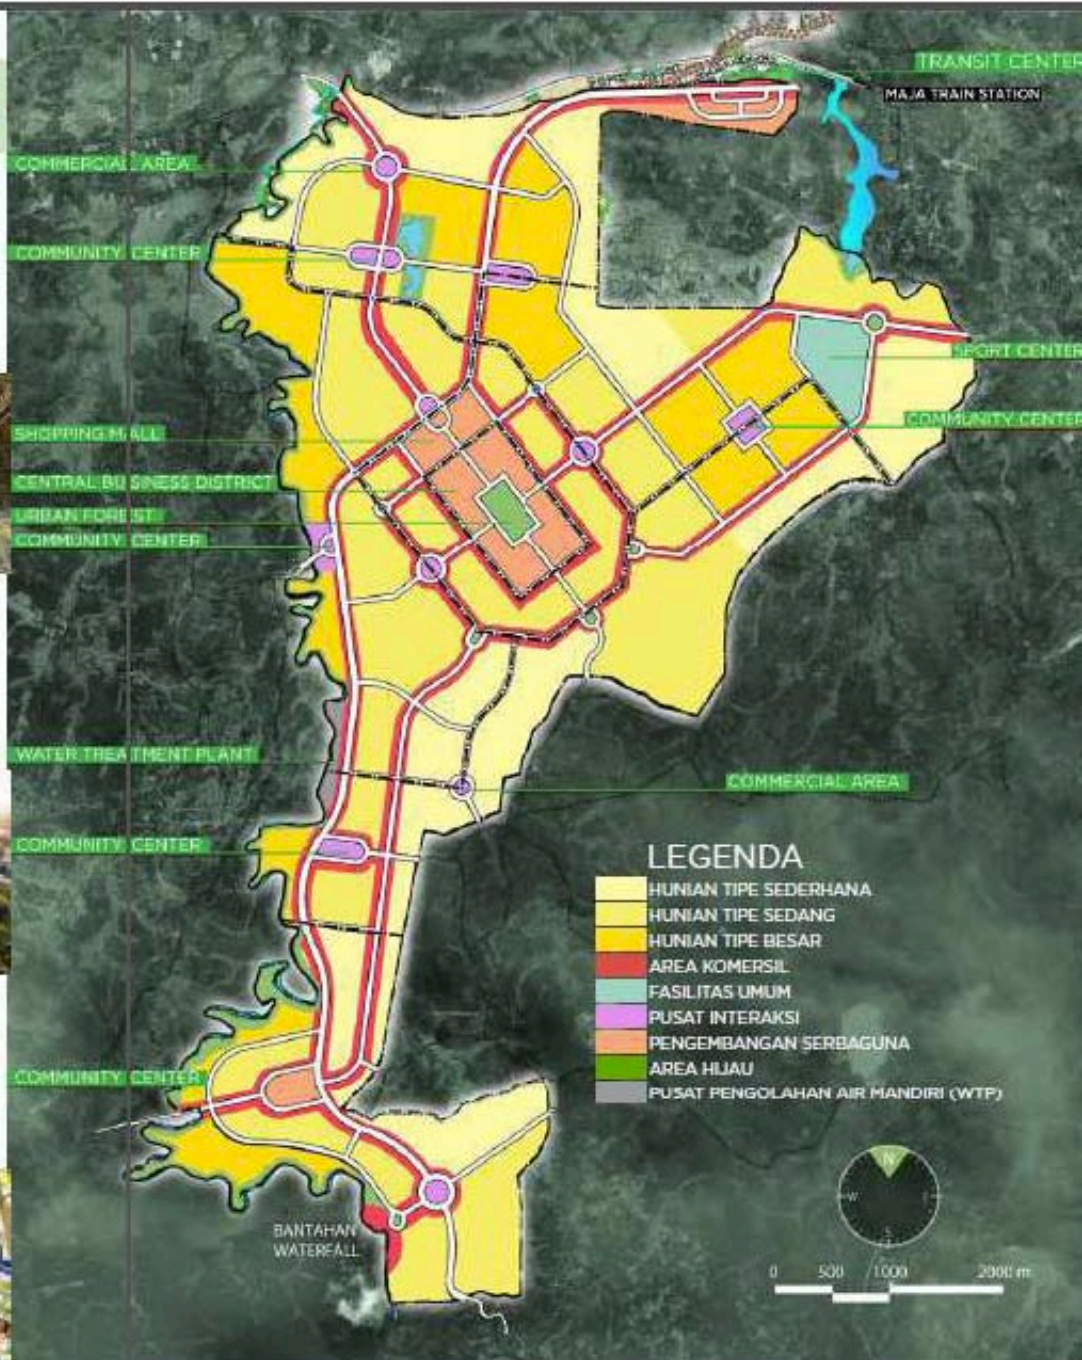 TRANSIT CENTER
MAJA TRAIN STATION
COMMERCIAL AREA
COMMUNITY CENTER
SPORT CENTER
COMMUNITY CENTER
SHOPPING MALL
CENTRAL BUSINESS DISTRICT
URBAN FOREST
COMMUNITY CENTER
WATER TREATMENT PLANT
COMMERCIAL AREA
COMMUNITY CENTER
LEGENDA
HUNIAN TIPE SEDERHANA
HUNIAN TIPE SEDANG
HUNIAN TIPE BESAR
AREA KOMERSIL
FASILITAS UMUM
PUSAT INTERAKSI
PENGEMBANGAN SERBAGUNA
AREA HIJAU
PUSAT PENGOLAHAN AIR MANDIRI (WTP)
COMMUNITY CENTER
BANTAHAN
WATERFALL
N
W
S
0 500 1000 2000 m